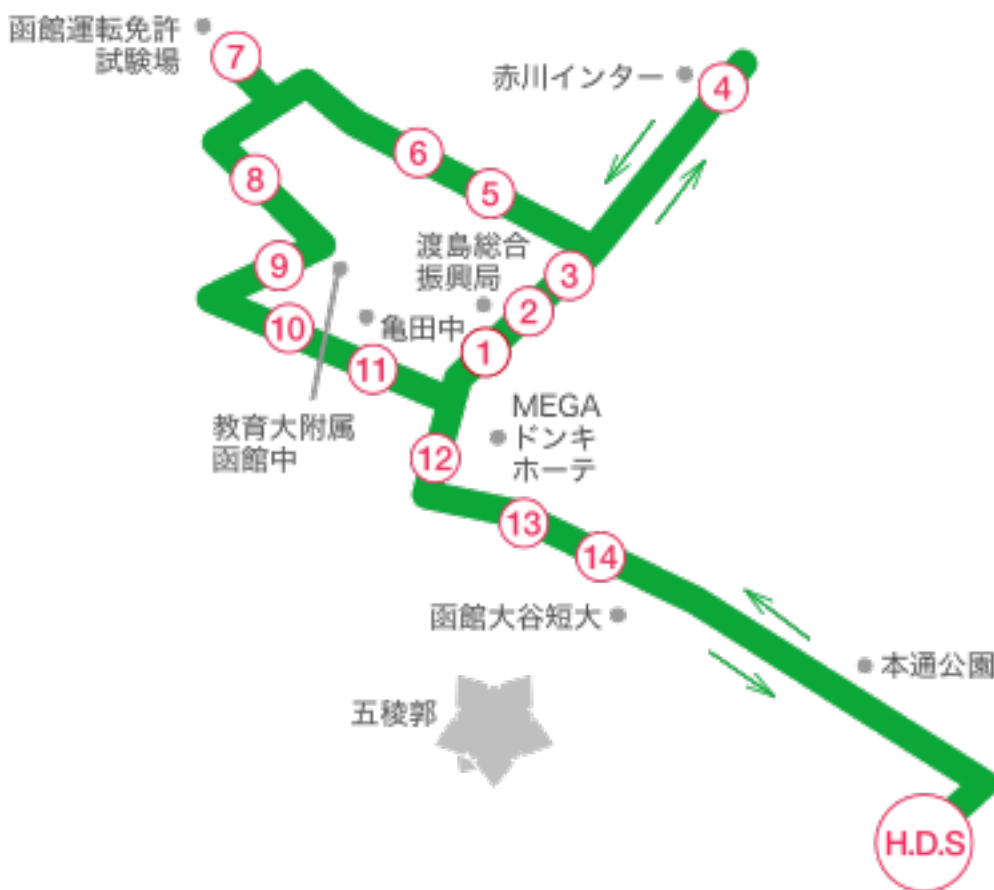 函館運転免許
試験場
7
赤川インター
4
6
8
5
渡島総合
振興局
9
3
2
10
亀田中
1
11
教育大附属
函館中
MEGA
ドンキ
ホーテ
12
13
14
函館大谷短大
本通公園
五稜郭
H.D.S